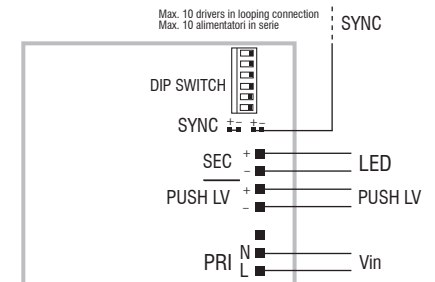 Max. 10 drivers in looping connection
Max. 10 alimentatori in serie
SYNC
DIP SWITCH
SYNC + - + -
SEC + - LED
PUSH LV + - PUSH LV
PRI N L Vin